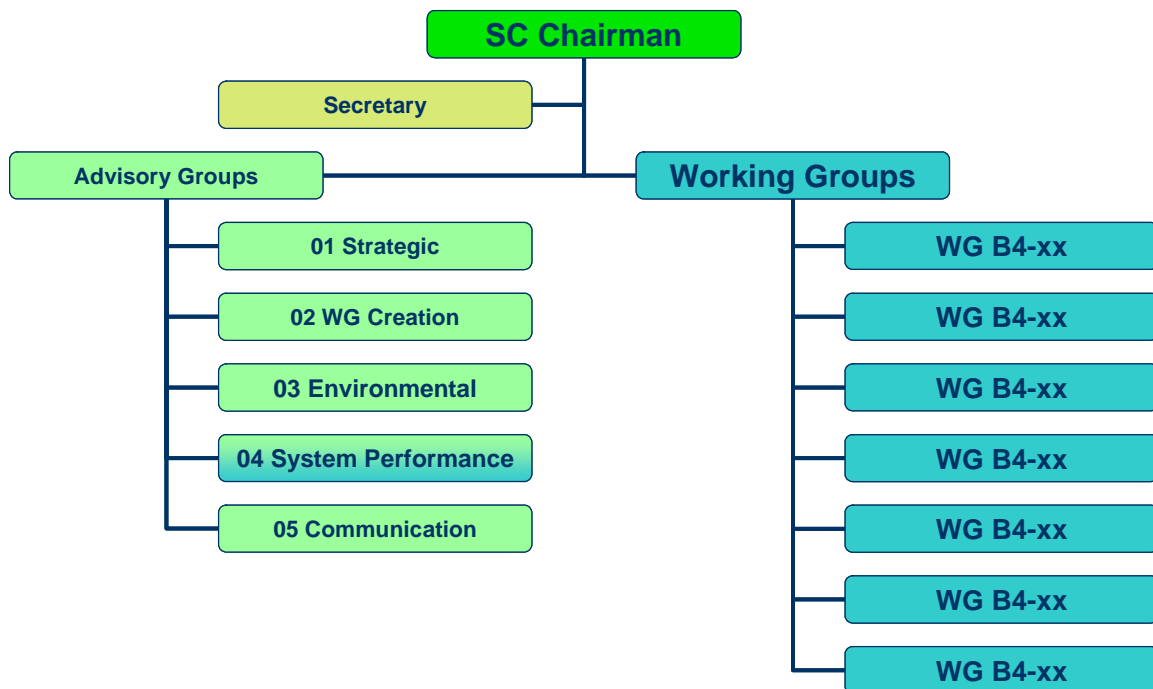 SC Chairman
Secretary
Advisory Groups
Working Groups
01 Strategic
02 WG Creation
03 Environmental
04 System Performance
05 Communication
WG B4-xx
WG B4-xx
WG B4-xx
WG B4-xx
WG B4-xx
WG B4-xx
WG B4-xx